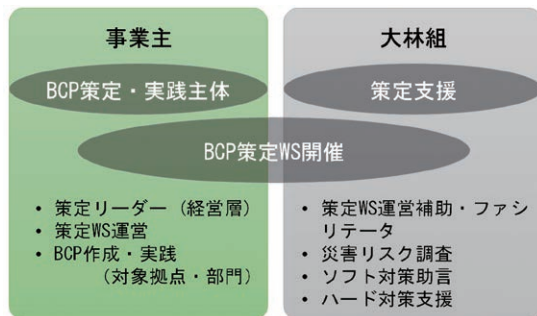 事業主
BCP策定・実践主体
大林組
策定支援
BCP策定WS開催
• 策定リーダー（経営層）
• 策定WS運営
• BCP作成・実践
（対象拠点・部門）
• 策定WS運営補助・ファシ
リテータ
• 災害リスク調査
• ソフト対策助言
• ハード対策支援